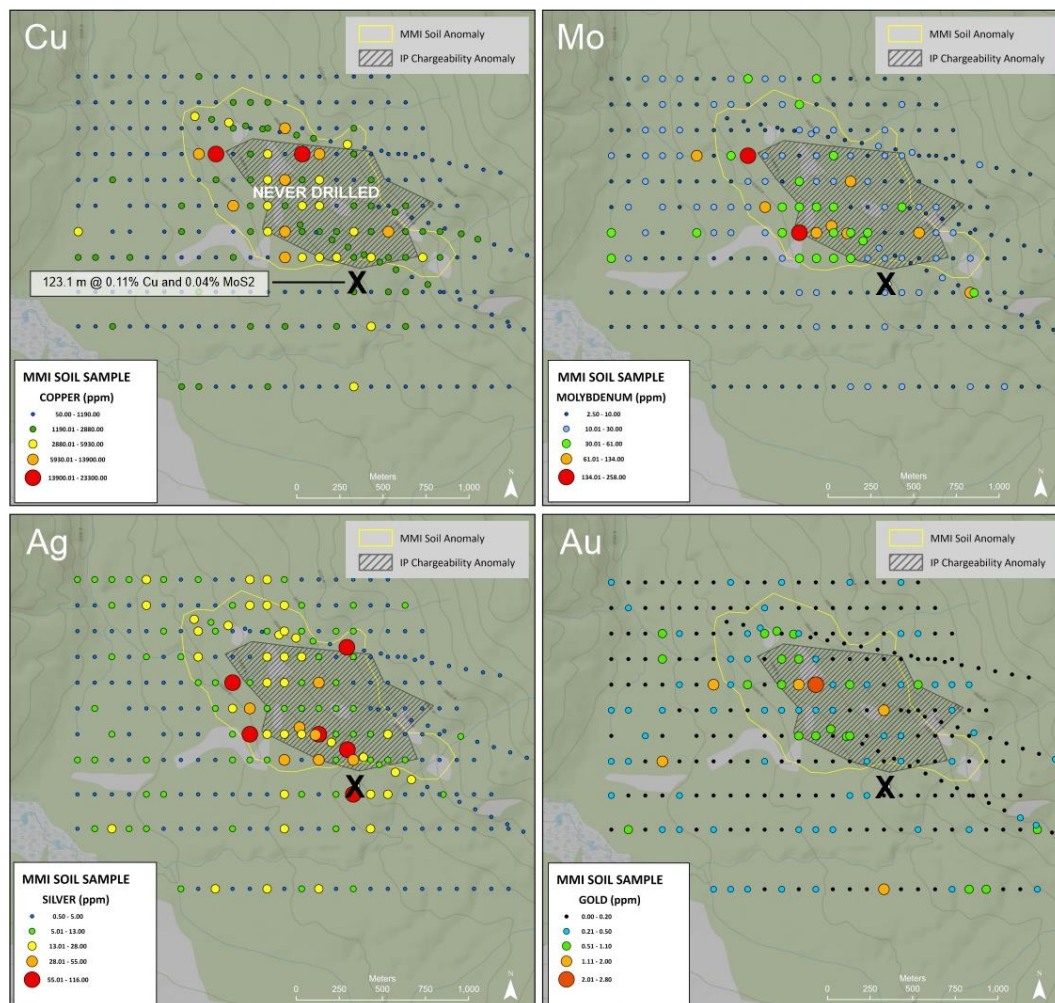 Cu
MMI Soil Anomaly
IP Chargeability Anomaly
NEVER DRILLED
123.1 m @ 0.11% Cu and 0.04% MoS2
X
MMI SOIL SAMPLE
COPPER (ppm)
50.00 - 1190.00
1190.01 - 2880.00
2880.01 - 5930.00
5930.01 - 13900.00
13900.01 - 23300.00
Meters
0 250 500 1,000
N
Mo
MMI Soil Anomaly
IP Chargeability Anomaly
X
MMI SOIL SAMPLE
MOLYBDENUM (ppm)
2.50 - 10.00
10.01 - 30.00
30.01 - 61.00
61.01 - 134.00
134.01 - 258.00
Meters
0 250 500 1,000
N
Ag
MMI Soil Anomaly
IP Chargeability Anomaly
X
MMI SOIL SAMPLE
SILVER (ppm)
0.50 - 5.00
5.01 - 13.00
13.01 - 28.00
28.01 - 55.00
55.01 - 116.00
Meters
0 250 500 1,000
N
Au
MMI Soil Anomaly
IP Chargeability Anomaly
X
MMI SOIL SAMPLE
GOLD (ppm)
0.00 - 0.20
0.21 - 0.50
0.51 - 1.10
1.11 - 2.00
2.01 - 2.80
Meters
0 250 500 1,000
N